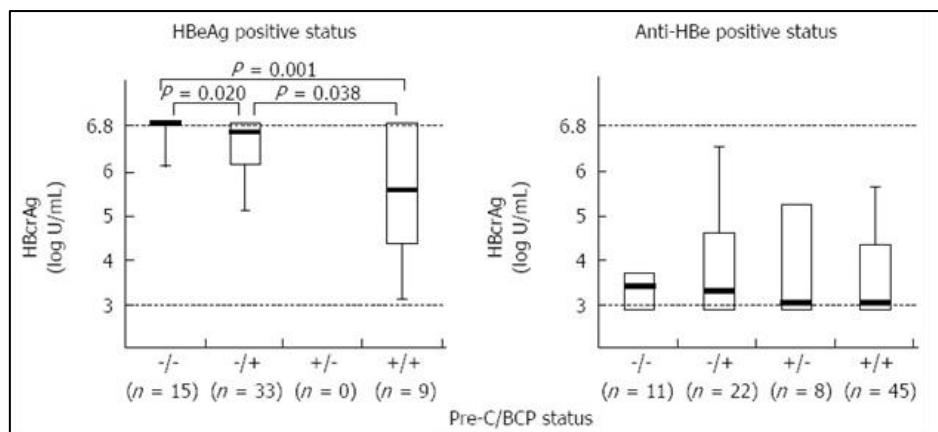 HBeAg positive status
P = 0.001
P = 0.020
P = 0.038
HBcrAg
(log U/mL)
6.8
6
5
4
3
-/-
-/+
+/-
+/+
(n = 15)
(n = 33)
(n = 0)
(n = 9)
Anti-HBe positive status
HBcrAg
(log U/mL)
6.8
6
5
4
3
-/-
-/+
+/-
+/+
(n = 11)
(n = 22)
(n = 8)
(n = 45)
Pre-C/BCP status